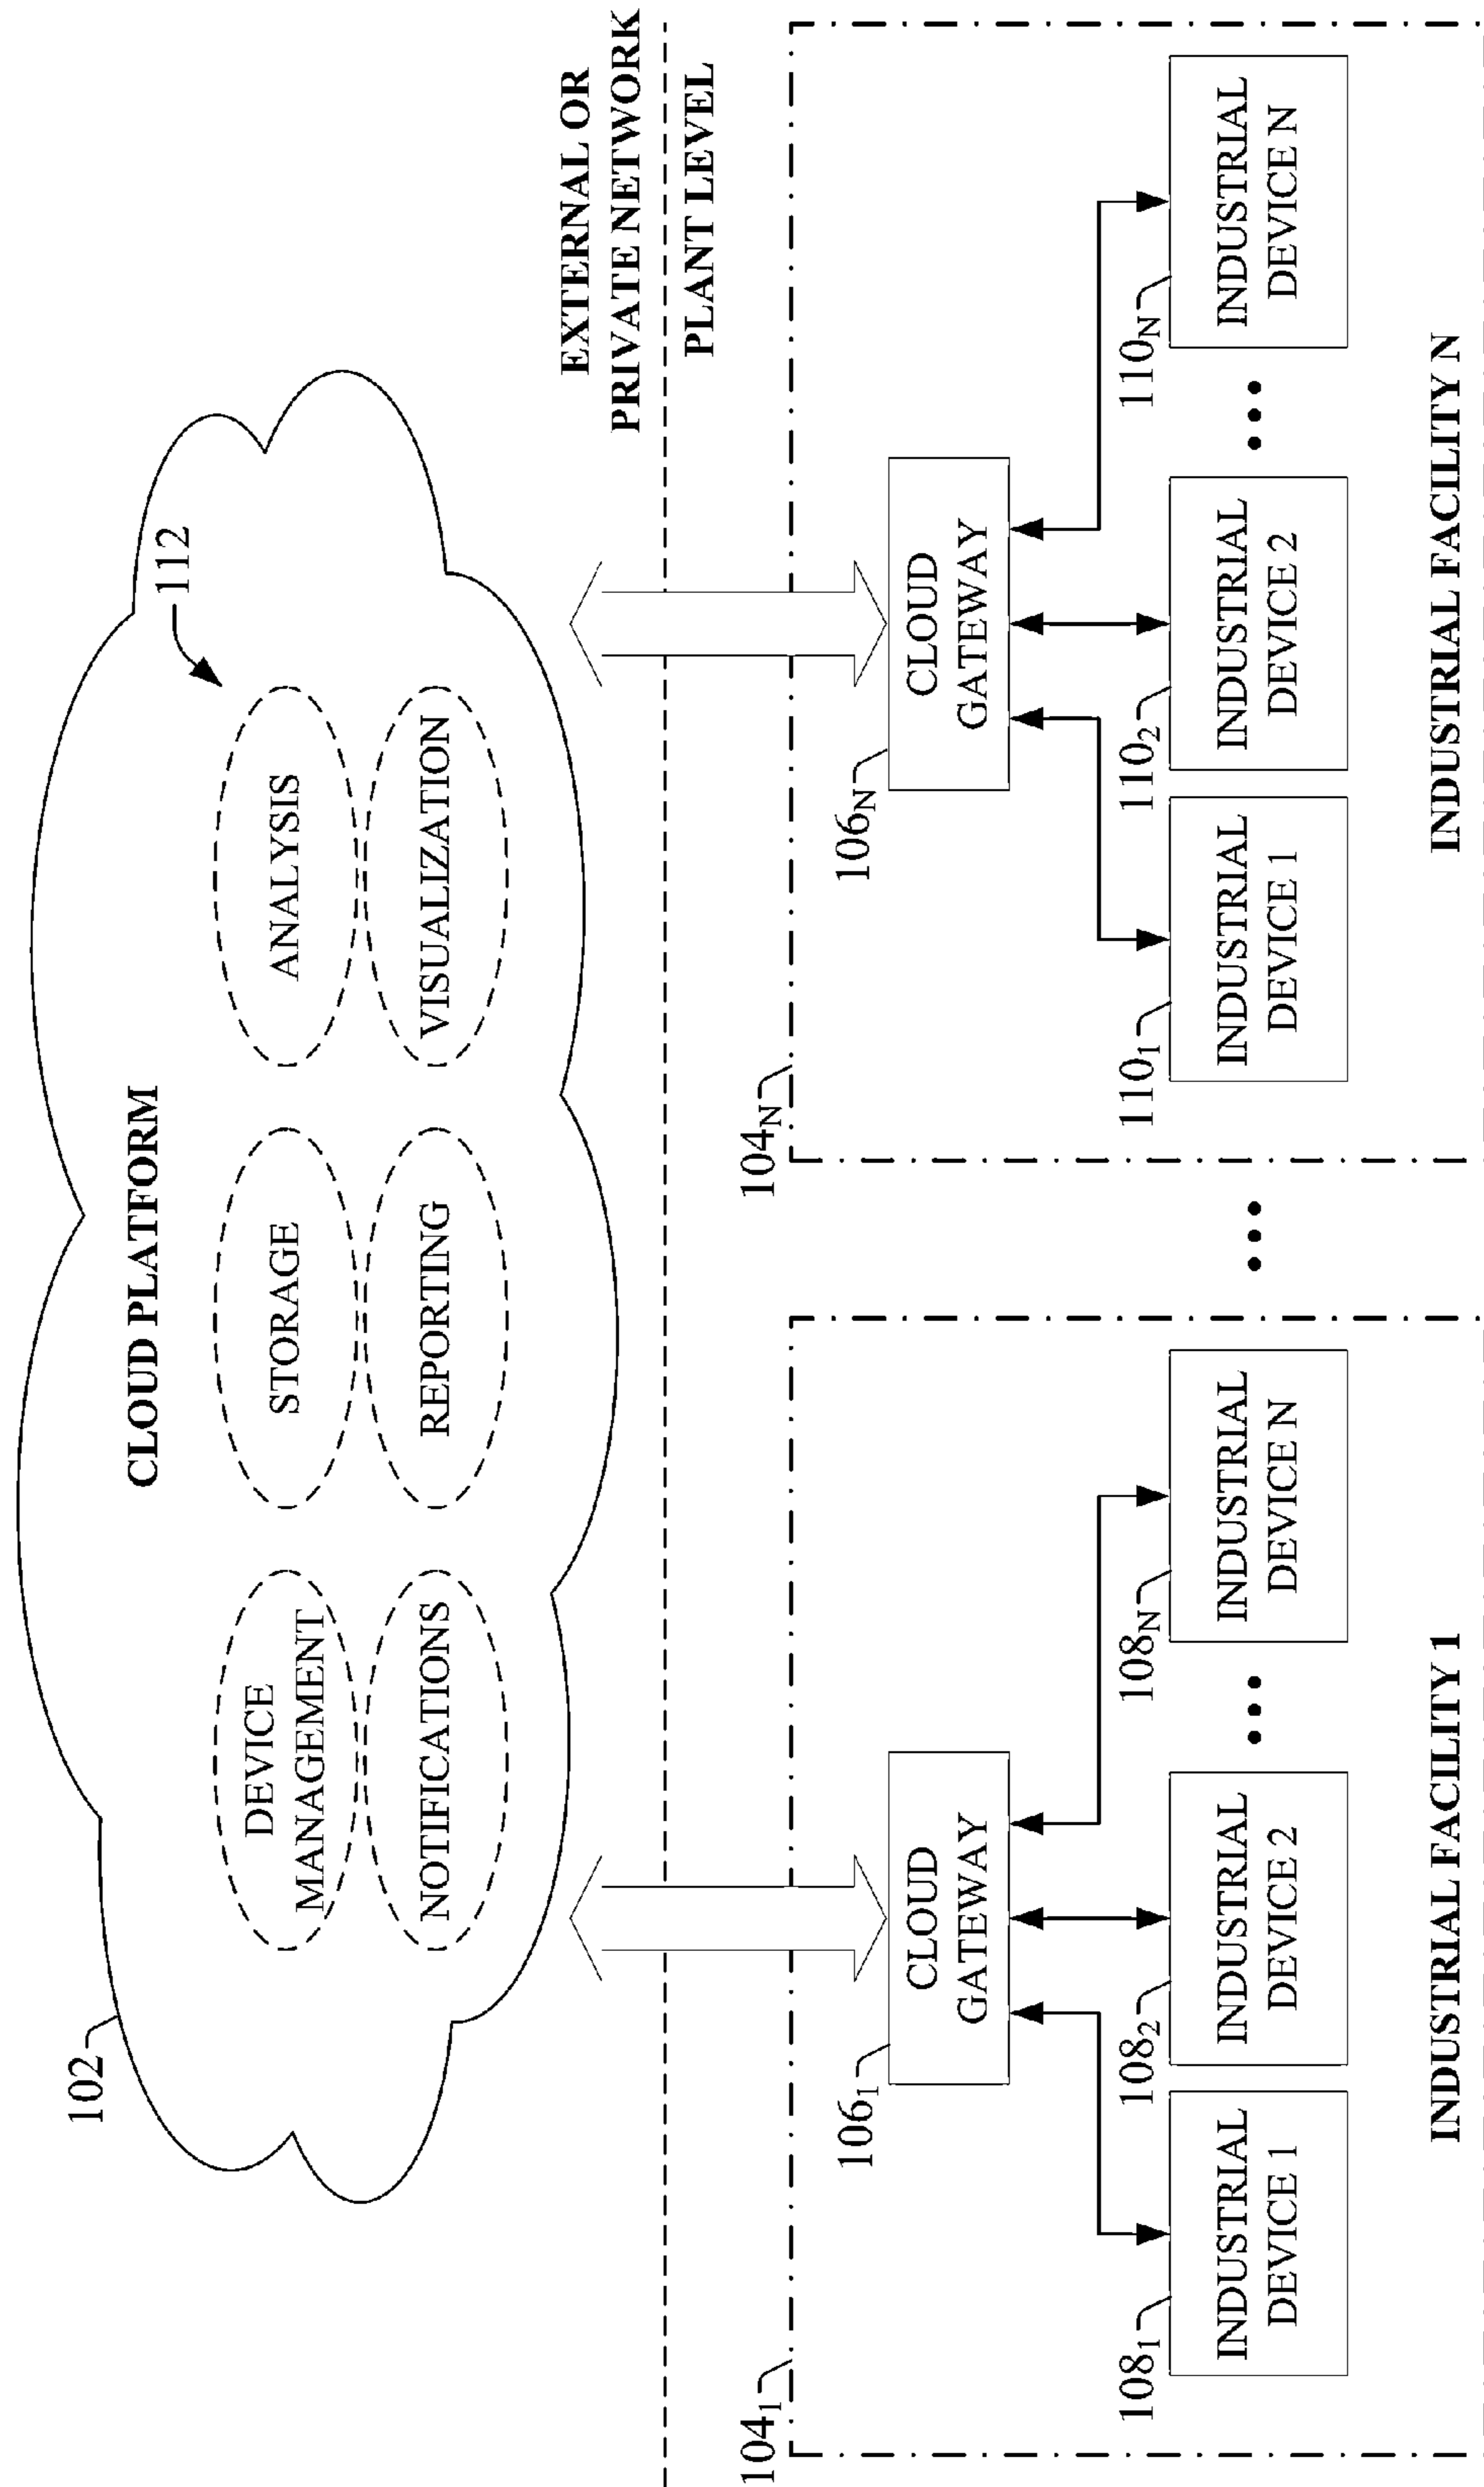 102
CLOUD PLATFORM
112
DEVICE
MANAGEMENT
STORAGE
ANALYSIS
NOTIFICATIONS
REPORTING
VISUALIZATION
EXTERNAL OR
PRIVATE NETWORK
PLANT LEVEL
104₁
106₁
CLOUD
GATEWAY
108₁
INDUSTRIAL
DEVICE 1
108₂
INDUSTRIAL
DEVICE 2
•••
108N
INDUSTRIAL
DEVICE N
INDUSTRIAL FACILITY 1
•••
104N
106N
CLOUD
GATEWAY
110₁
INDUSTRIAL
DEVICE 1
110₂
INDUSTRIAL
DEVICE 2
•••
110N
INDUSTRIAL
DEVICE N
INDUSTRIAL FACILITY N